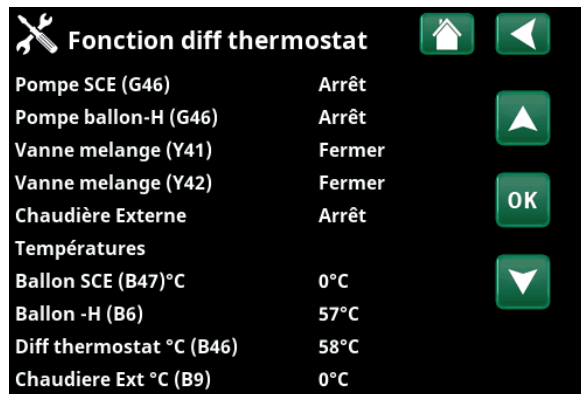 Fonction diff thermostat
Pompe SCE (G46) Arrêt
Pompe ballon-H (G46) Arrêt
Vanne melange (Y41) Fermer
Vanne melange (Y42) Fermer
OK
Chaudière Externe Arrêt
Températures
Ballon SCE (B47)°C 0°C
Ballon -H (B6) 57°C
Diff thermostat °C (B46) 58°C
Chaudiere Ext °C (B9) 0°C